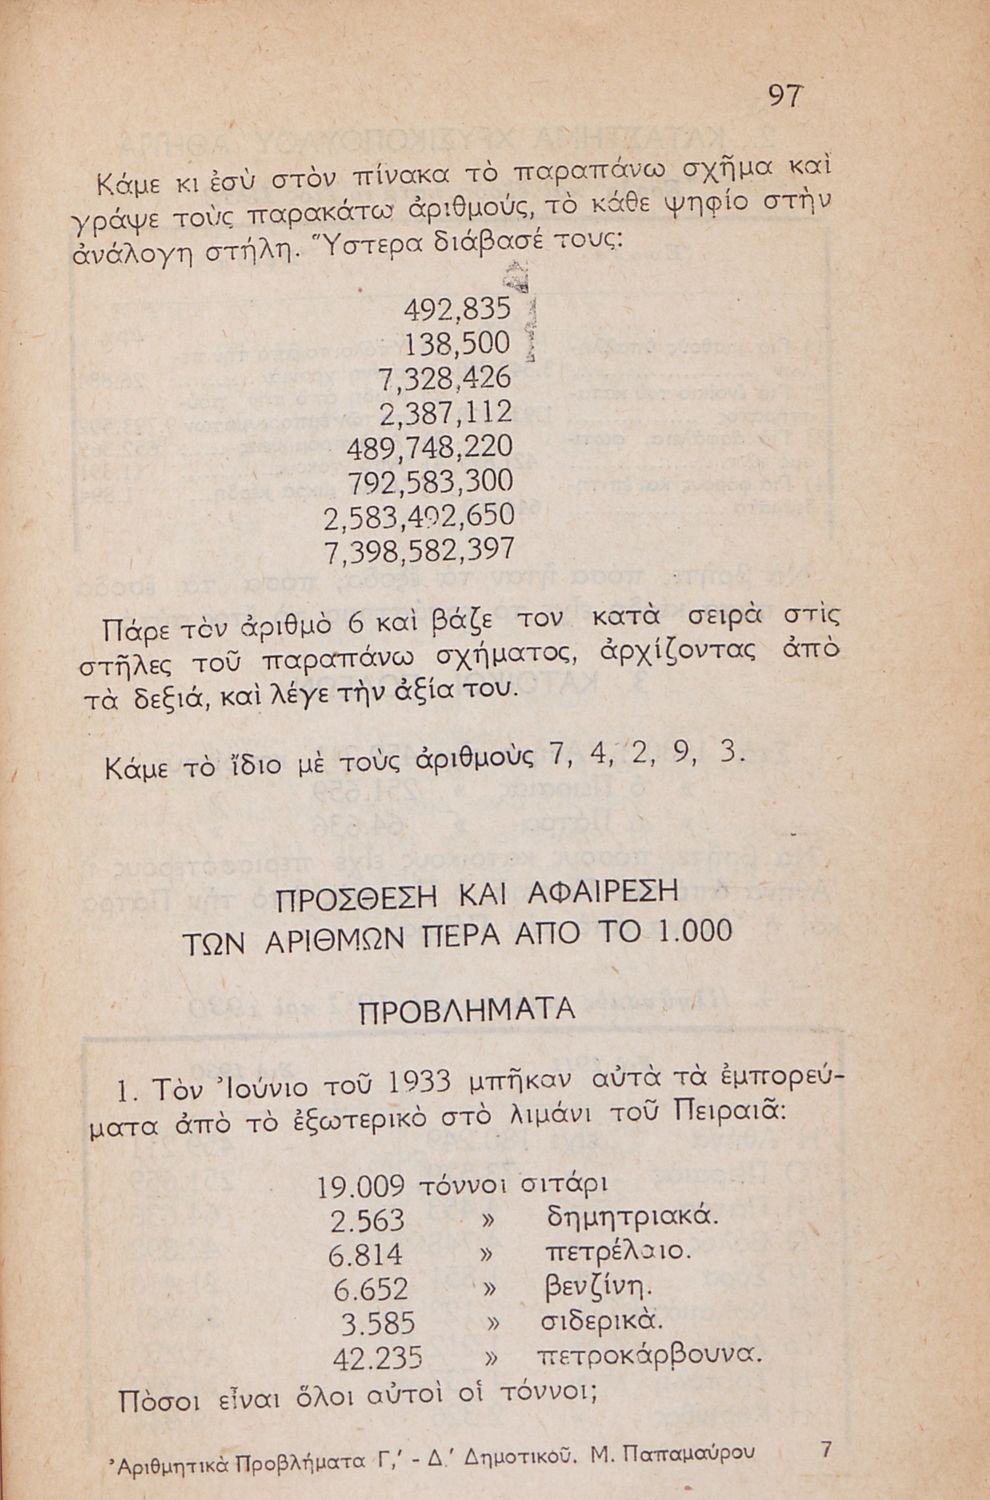 97
Κάμε κι ἐσὺ στὸν πίνακα τὸ παραπάνω σχῆμα καὶ
γράψε τοὺς παρακάτω ἀριθμούς, τὸ κάθε ψηφίο στὴν
ἀνάλογη στήλη. Ὕστερα διάβασέ τους:
492,835
138,500
7,328,426
2,387,112
489,748,220
792,583,300
2,583,492,650
7,398,582,397
Πάρε τὸν ἀριθμὸ 6 καὶ βάζε τον κατὰ σειρὰ στὶς
στῆλες τοῦ παραπάνω σχήματος, ἀρχίζοντας ἀπὸ
τὰ δεξιά, καὶ λέγε τὴν ἀξία του.
Κάμε τὸ ἴδιο μὲ τοὺς ἀριθμοὺς 7, 4, 2, 9, 3.
ΠΡΟΣΘΕΣΗ ΚΑΙ ΑΦΑΙΡΕΣΗ
ΤΩΝ ΑΡΙΘΜΩΝ ΠΕΡΑ ΑΠΟ ΤΟ 1.000
ΠΡΟΒΛΗΜΑΤΑ
1. Τὸν Ἰούνιο τοῦ 1933 μπῆκαν αὐτὰ τὰ ἐμπορεύ-
ματα ἀπὸ τὸ ἐξωτερικὸ στὸ λιμάνι τοῦ Πειραιᾶ:
19.009 τόννοι σιτάρι
2.563 » δημητριακά.
6.814 » πετρέλαιο.
6.652 » βενζίνη.
3.585 » σιδερικὰ.
42.235 » πετροκάρβουνα.
Πὸσοι εἶναι ὅλοι αὐτοὶ οἱ τόννοι;
Ἀριθμητικὰ Προβλήματα Γ,΄ - Δ.΄ Δημοτικοῦ. Μ. Παπαμαύρου 7